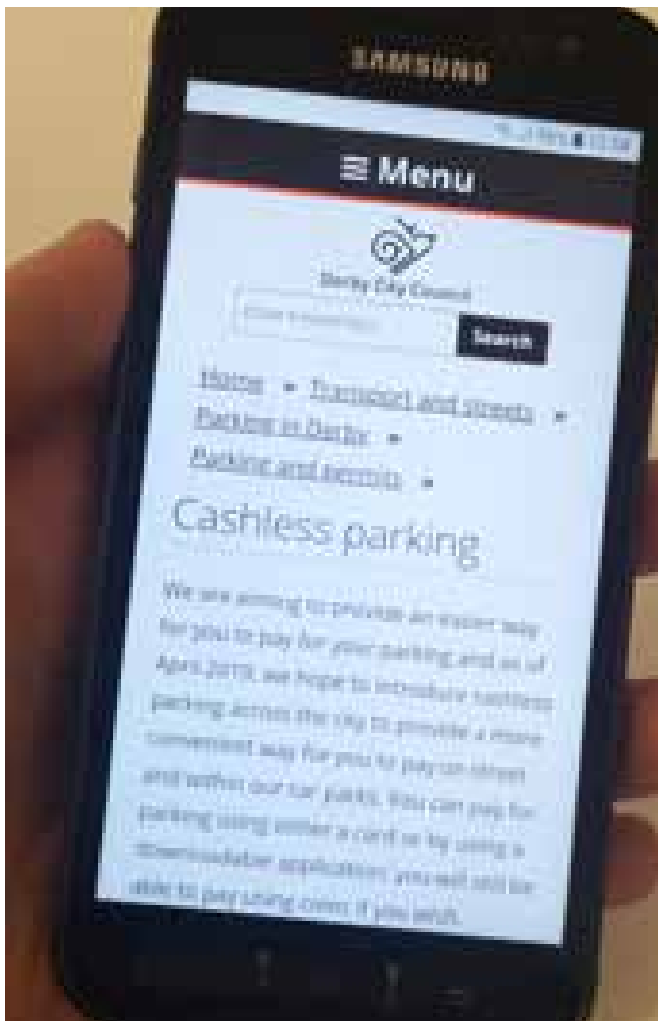 SAMSUNG
☰ Menu
Derby City Council
Search
Home » Transport and streets »
Parking in Derby »
Parking and permits »
Cashless parking
We are aiming to provide an easier way
for you to pay for your parking and as of
April 2019, we hope to introduce cashless
parking across the city to provide a more
convenient way for you to pay on street
and within our car parks. You can pay for
parking using either a card or by using a
downloadable application, you will still be
able to pay using coins if you wish.